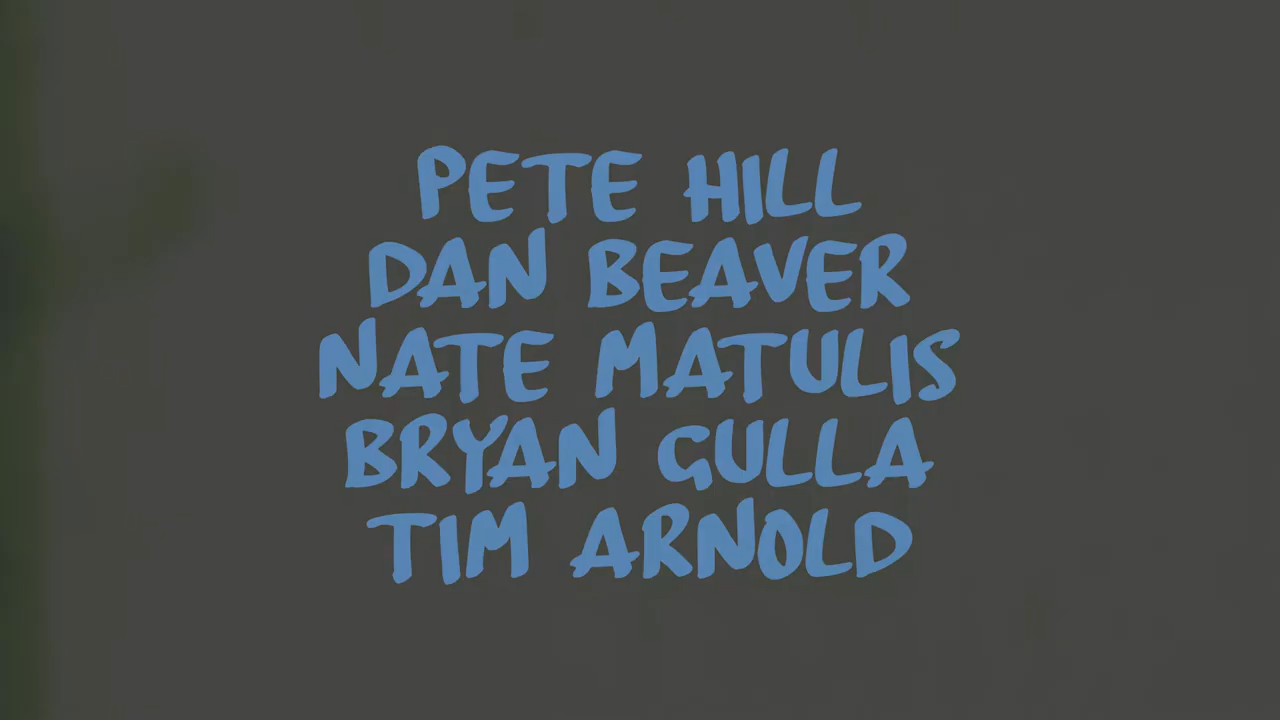 PETE HILL
DAN BEAVER
NATE MATULIS
BRYAN GULLA
TIM ARNOLD